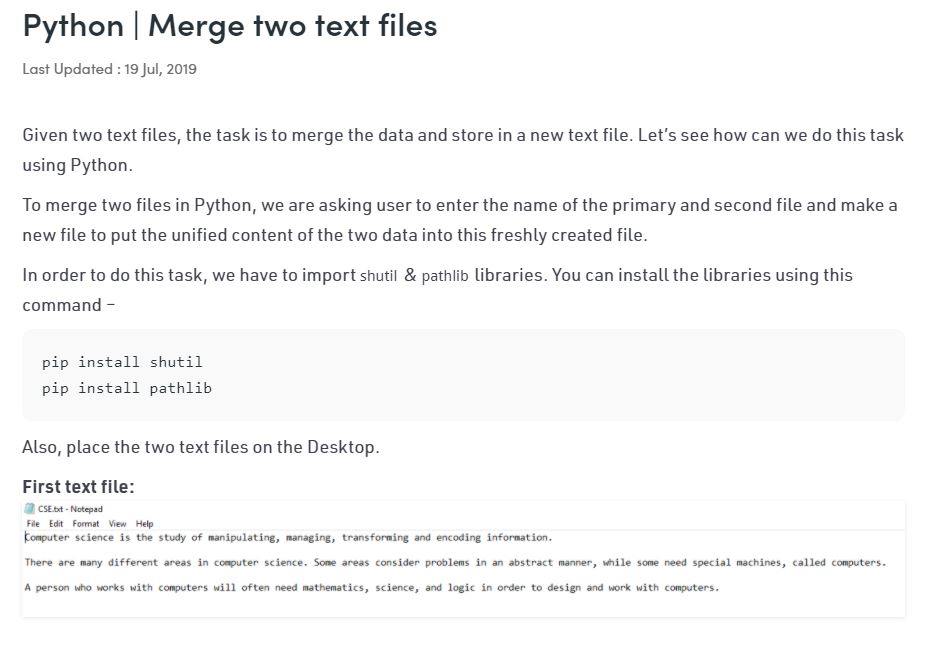 Python | Merge two text files
Last Updated : 19 Jul, 2019
Given two text files, the task is to merge the data and store in a new text file. Let's see how can we do this task
using Python.
To merge two files in Python, we are asking user to enter the name of the primary and second file and make a
new file to put the unified content of the two data into this freshly created file.
In order to do this task, we have to import shutil & pathlib libraries. You can install the libraries using this
command –
pip install shutil
pip install pathlib
Also, place the two text files on the Desktop.
First text file:
CSE.txt - Notepad
File Edit Format View Help
Computer science is the study of manipulating, managing, transforming and encoding information.
There are many different areas in computer science. Some areas consider problems in an abstract manner, while some need special machines, called computers.
A person who works with computers will often need mathematics, science, and logic in order to design and work with computers.